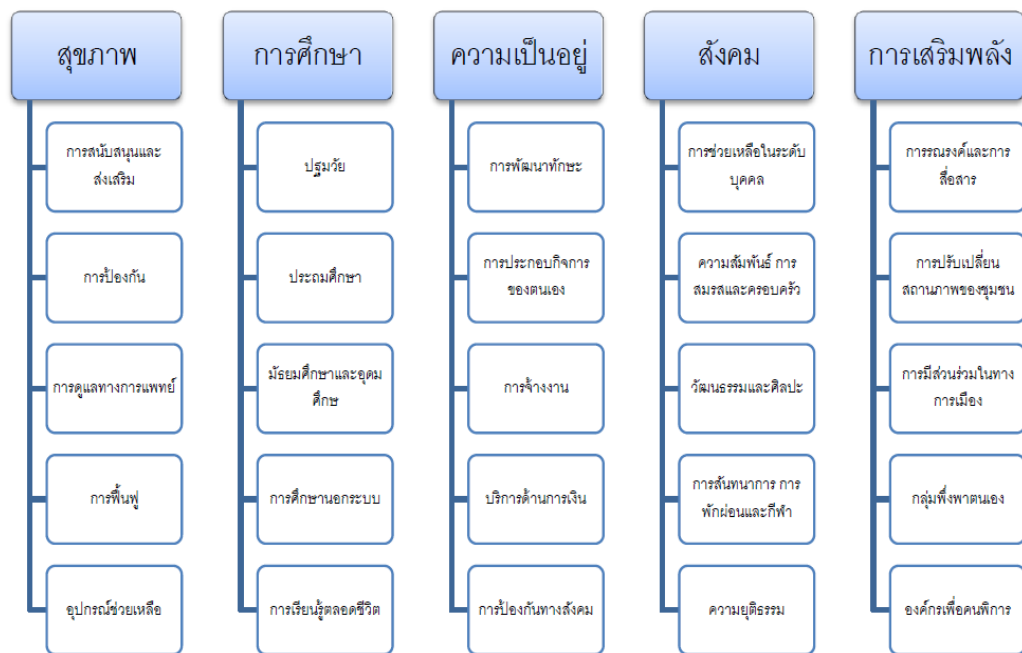 สุขภาพ
การสนับสนุนและ
ส่งเสริม
การป้องกัน
การดูแลทางการแพทย์
การฟื้นฟู
อุปกรณ์ช่วยเหลือ
การศึกษา
ปฐมวัย
ประถมศึกษา
มัธยมศึกษาและอุดม
ศึกษ
การศึกษานอกระบบ
การเรียนรู้ตลอดชีวิต
ความเป็นอยู่
การพัฒนาทักษะ
การประกอบกิจการ
ของตนเอง
การจ้างงาน
บริการด้านการเงิน
การป้องกันทางสังคม
สังคม
การช่วยเหลือในระดับ
บุคคล
ความสัมพันธ์ การ
สมรสและครอบครัว
วัฒนธรรมและศิลปะ
การสันทนาการ การ
พักผ่อนและกีฬา
ความยุติธรรม
การเสริมพลัง
การรณรงค์และการ
สื่อสาร
การปรับเปลี่ยน
สถานภาพของชุมชน
การมีส่วนร่วมในทาง
การเมือง
กลุ่มพึ่งพาตนเอง
องค์กรเพื่อคนพิการ